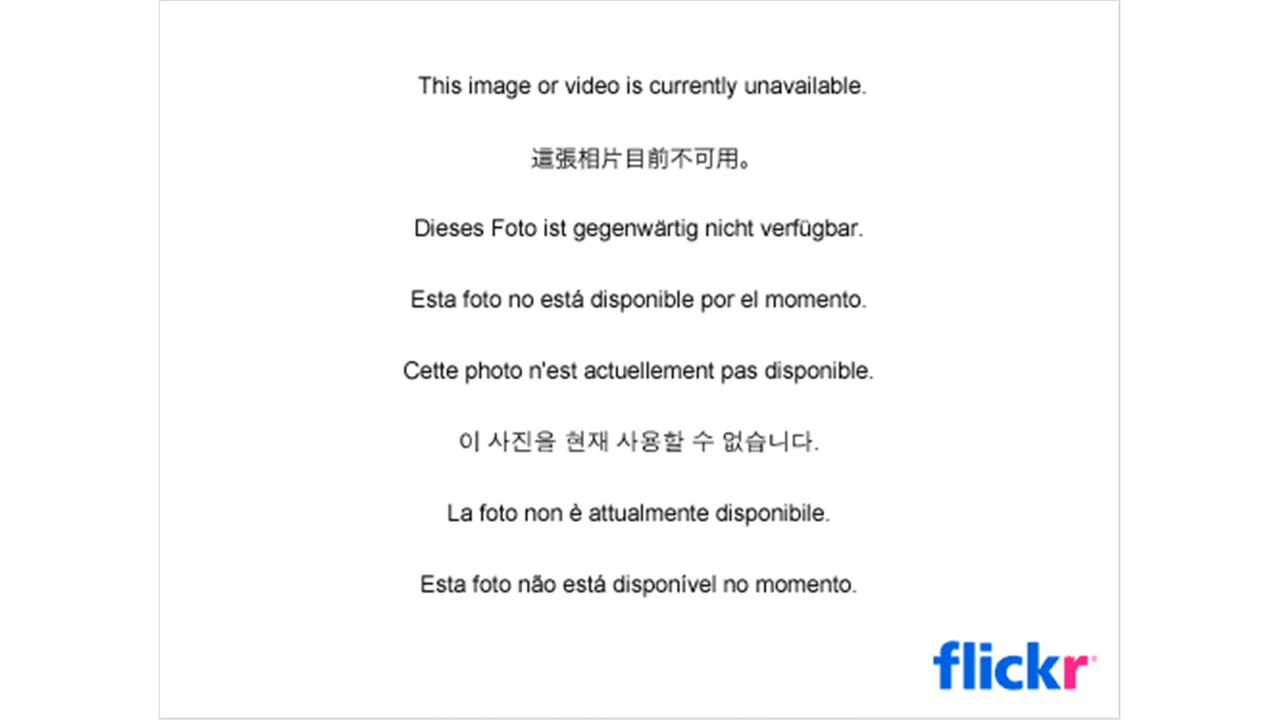 This image or video is currently unavailable.
這張相片目前不可用。
Dieses Foto ist gegenwärtig nicht verfügbar.
Esta foto no está disponible por el momento.
Cette photo n'est actuellement pas disponible.
이 사진을 현재 사용할 수 없습니다.
La foto non è attualmente disponibile.
Esta foto não está disponível no momento.
flickr